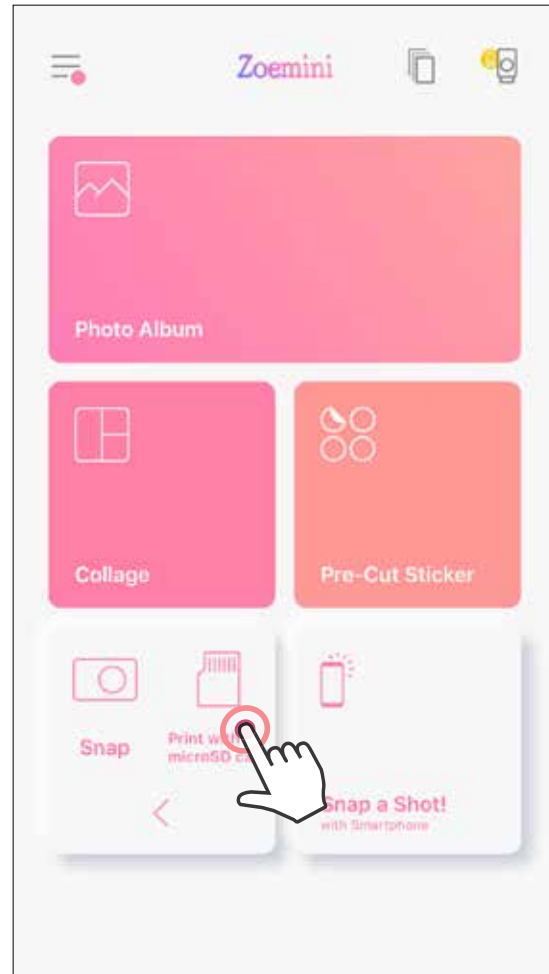 Zoemini
Photo Album
Collage
Pre-Cut Sticker
Snap
Print with
microSD
Snap a Shot!
with Smartphone